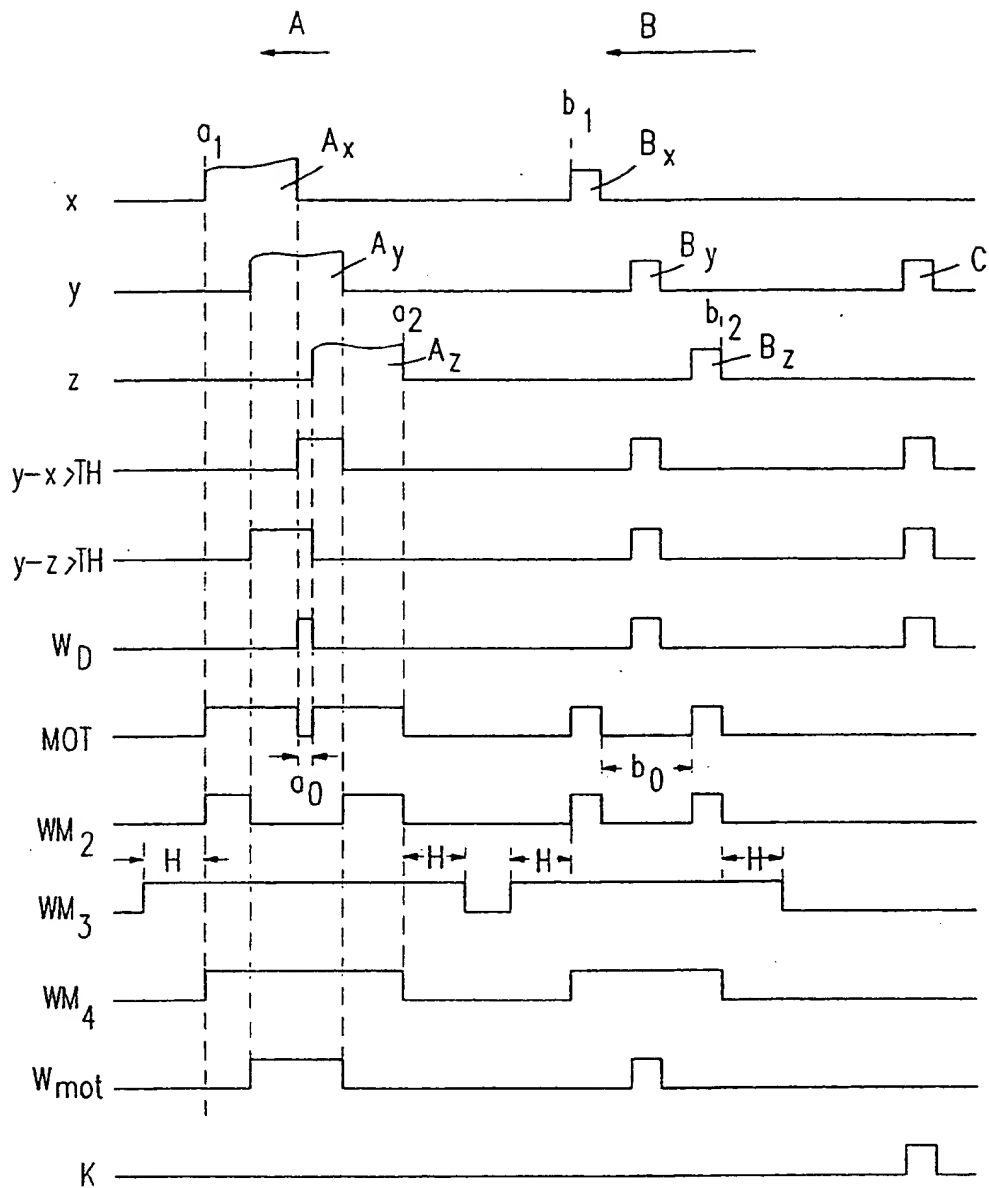 A B
a1 b1
Ax Bx
x
Ay By C
y
a2 b2
Az Bz
z
y-x>TH
y-z>TH
WD
MOT
a0 b0
WM2
H H H H
WM3
WM4
Wmot
K